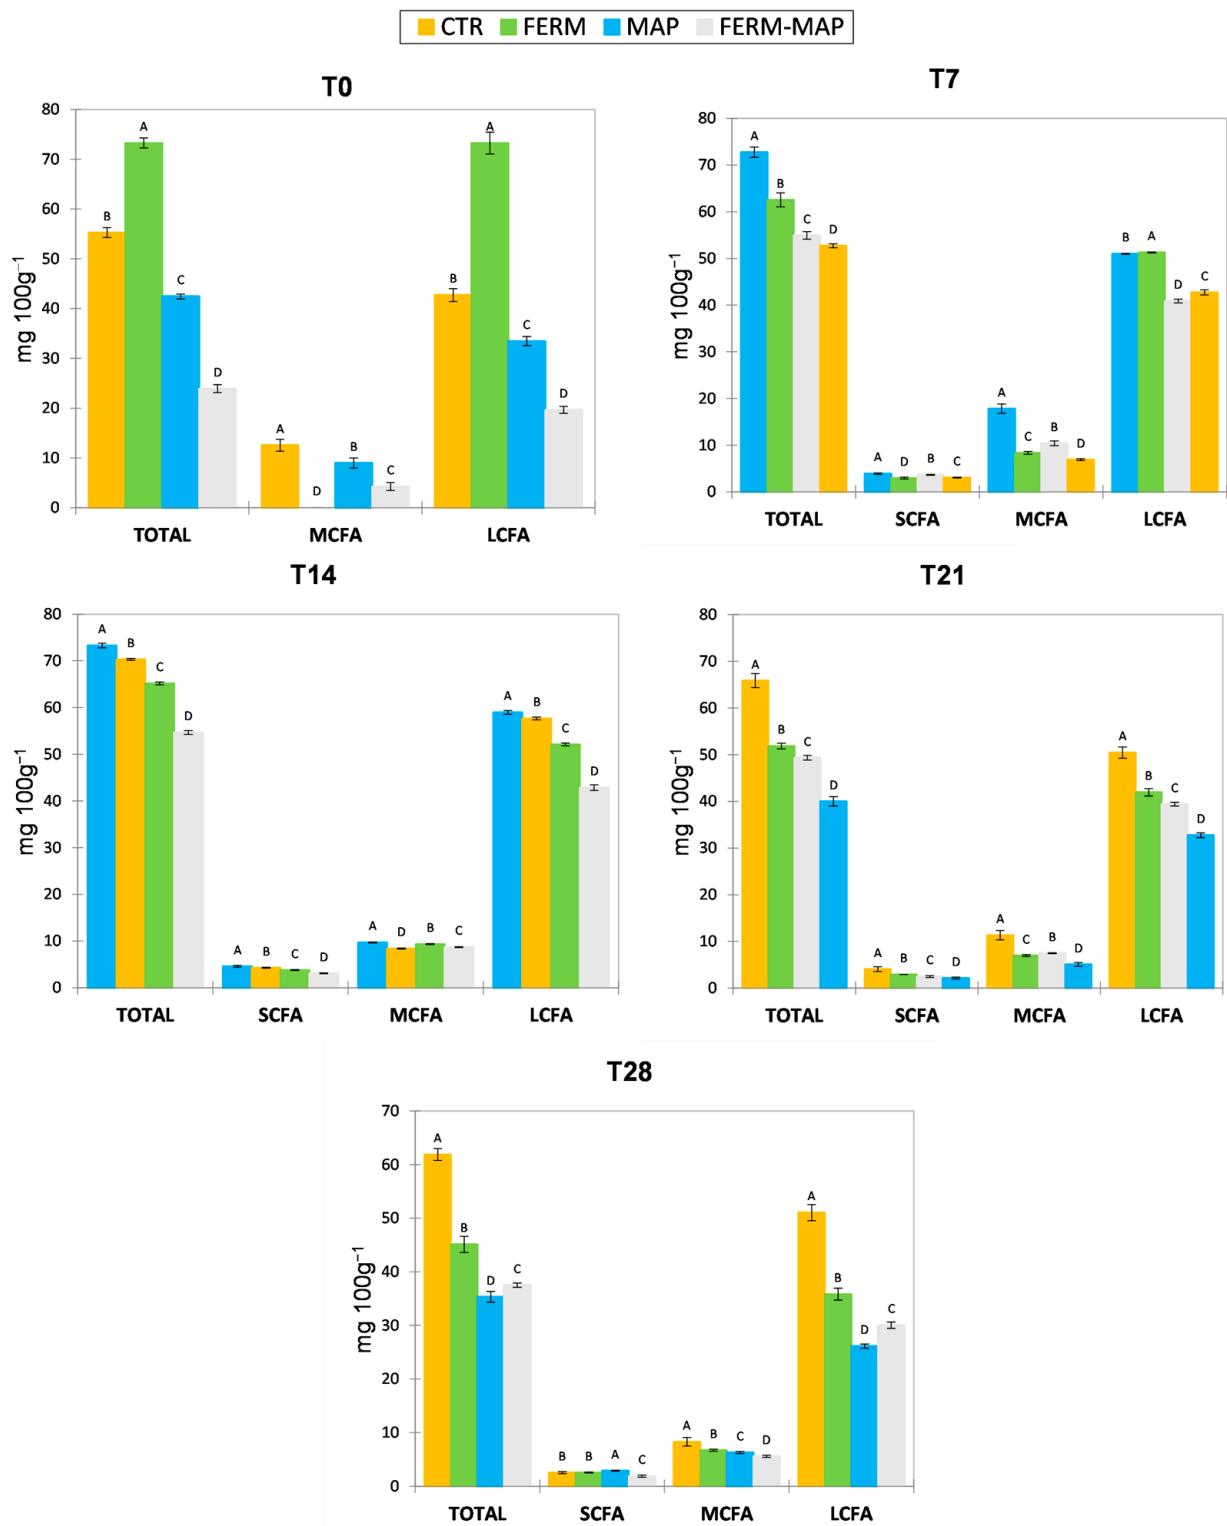 CTR FERM MAP FERM-MAP
T0
mg 100g⁻¹
80
70
60
50
40
30
20
10
0
B A C D
A D B C
B A C D
TOTAL MCFA LCFA
T7
mg 100g⁻¹
80
70
60
50
40
30
20
10
0
A B C D
A D B C
A C B D
B A D C
TOTAL SCFA MCFA LCFA
T14
mg 100g⁻¹
80
70
60
50
40
30
20
10
0
A B C D
A B C D
A D B C
A B C D
TOTAL SCFA MCFA LCFA
T21
mg 100g⁻¹
80
70
60
50
40
30
20
10
0
A B C D
A B C D
A C B D
A B C D
TOTAL SCFA MCFA LCFA
T28
mg 100g⁻¹
70
60
50
40
30
20
10
0
A B D C
B B A C
A B C D
A B D C
TOTAL SCFA MCFA LCFA